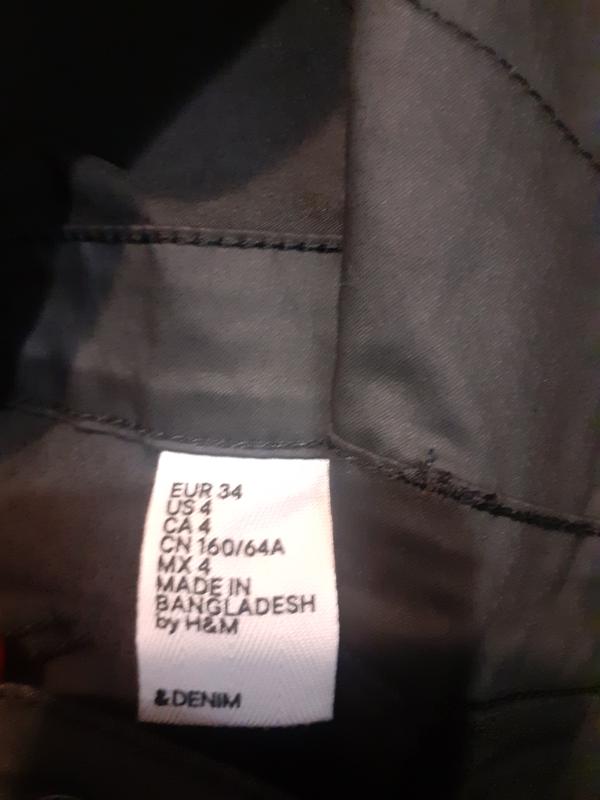 EUR 34
US 4
CA 4
CN 160/64A
MX 4
MADE IN
BANGLADESH
by H&M
&DENIM